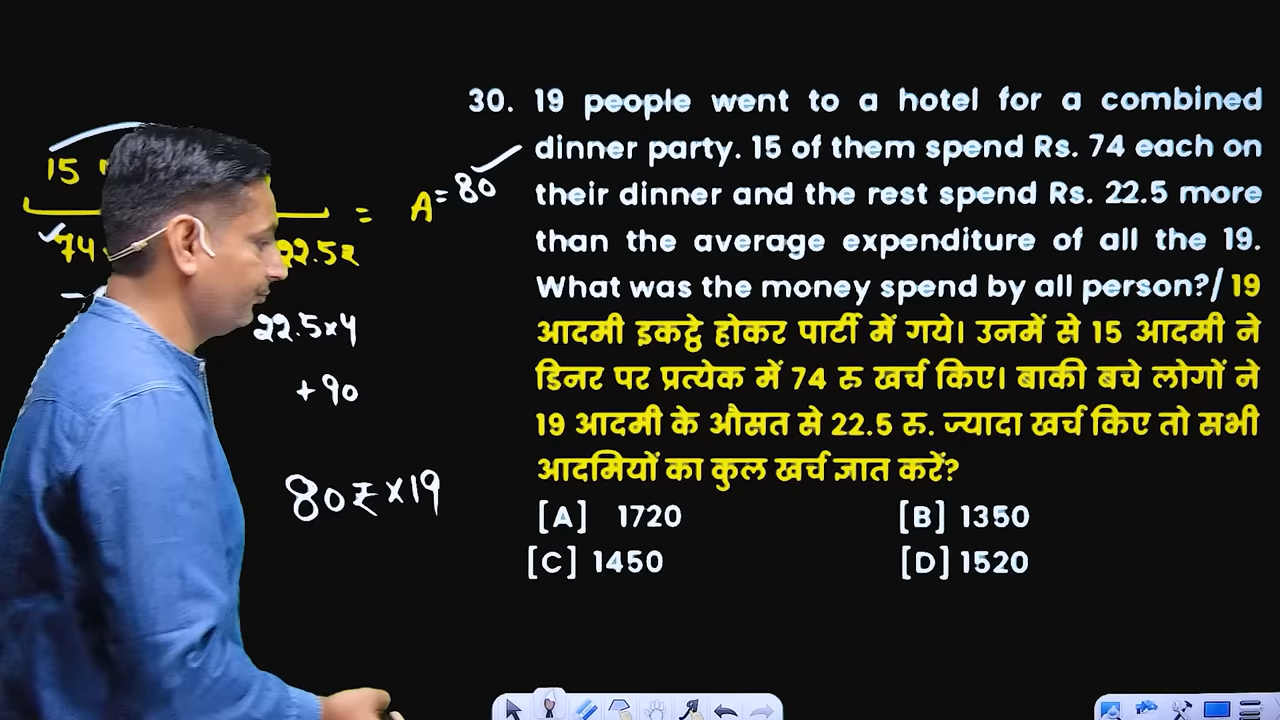 30. 19 people went to a hotel for a combined
dinner party. 15 of them spend Rs. 74 each on
their dinner and the rest spend Rs. 22.5 more
than the average expenditure of all the 19.
What was the money spend by all person?/ 19
आदमी इकट्ठे होकर पार्टी में गये। उनमें से 15 आदमी ने
डिनर पर प्रत्येक में 74 रु खर्च किए। बाकी बचे लोगों ने
19 आदमी के औसत से 22.5 रु. ज्यादा खर्च किए तो सभी
आदमियों का कुल खर्च ज्ञात करें?
[A] 1720 [B] 1350
[C] 1450 [D] 1520
15
= A = 80
74 22.5₹
22.5×4
+90
80₹×19